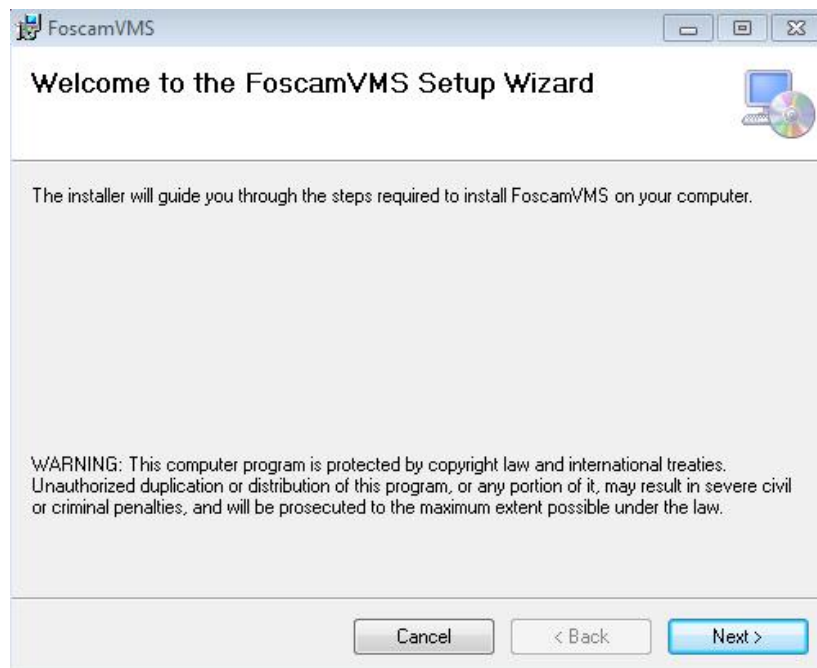 FoscamVMS
Welcome to the FoscamVMS Setup Wizard
The installer will guide you through the steps required to install FoscamVMS on your computer.
WARNING: This computer program is protected by copyright law and international treaties.
Unauthorized duplication or distribution of this program, or any portion of it, may result in severe civil
or criminal penalties, and will be prosecuted to the maximum extent possible under the law.
Cancel < Back Next >